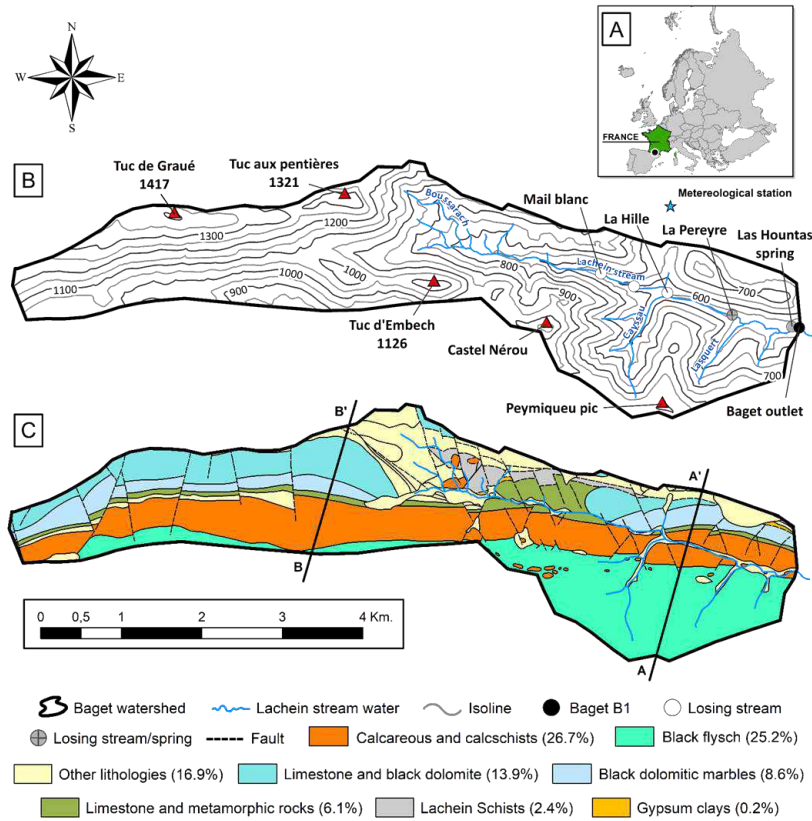 N
W
E
S
A
FRANCE
B
Tuc de Graué
1417
Tuc aux pentières
1321
Metereological station
Mail blanc
La Hille
La Pereyre
Las Hountas
spring
Boussarach
1200
1300
Lachein stream
700
1100
1000
1000
900
800
900
600
Cayssau
Lasquert
700
Tuc d'Embech
1126
Castel Nérou
Peymiqueu pic
Baget outlet
C
B'
A'
B
A
0 0,5 1 2 3 4 Km.
Baget watershed
Lachein stream water
Isoline
Baget B1
Losing stream
Losing stream/spring
Fault
Calcareous and calcschists (26.7%)
Black flysch (25.2%)
Other lithologies (16.9%)
Limestone and black dolomite (13.9%)
Black dolomitic marbles (8.6%)
Limestone and metamorphic rocks (6.1%)
Lachein Schists (2.4%)
Gypsum clays (0.2%)